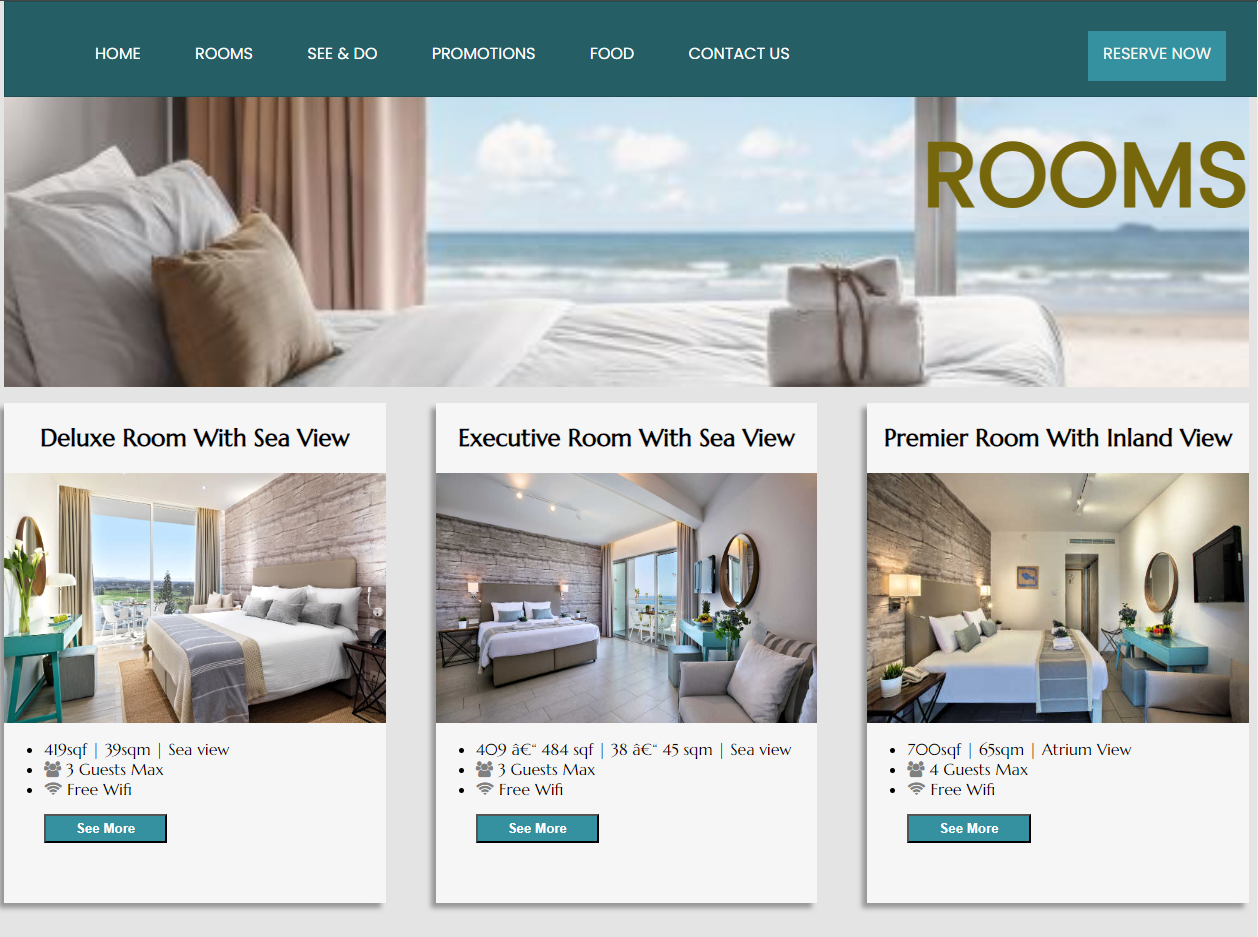 HOME ROOMS SEE & DO PROMOTIONS FOOD CONTACT US RESERVE NOW
ROOMS
Deluxe Room With Sea View
419sqf | 39sqm | Sea view
3 Guests Max
Free Wifi
See More
Executive Room With Sea View
409 â€“ 484 sqf | 38 â€“ 45 sqm | Sea view
3 Guests Max
Free Wifi
See More
Premier Room With Inland View
700sqf | 65sqm | Atrium View
4 Guests Max
Free Wifi
See More